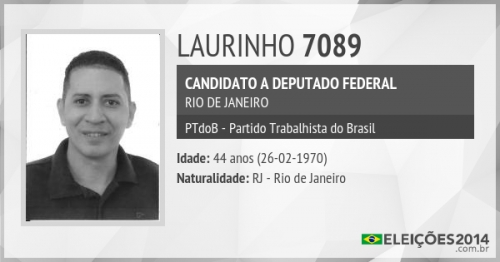 LAURINHO 7089
CANDIDATO A DEPUTADO FEDERAL
RIO DE JANEIRO
PTdoB - Partido Trabalhista do Brasil
Idade: 44 anos (26-02-1970)
Naturalidade: RJ - Rio de Janeiro
ELEIÇÕES2014
.com.br